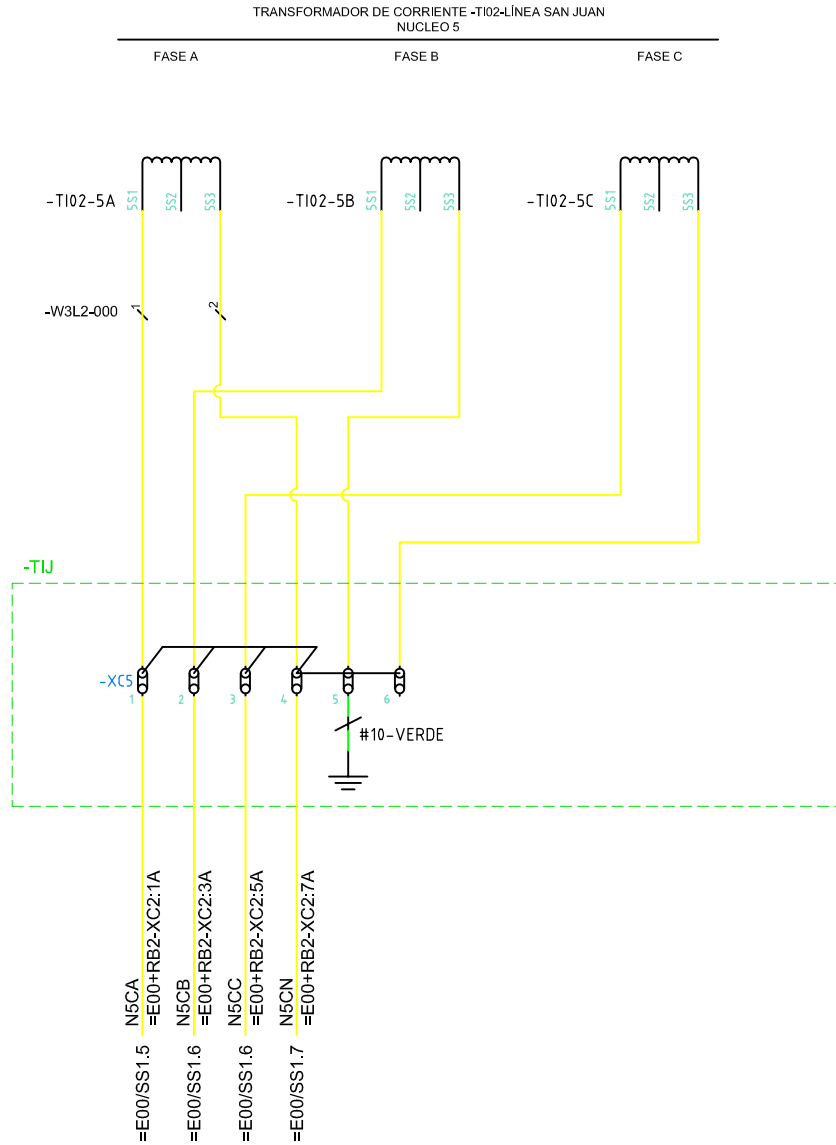 TRANSFORMADOR DE CORRIENTE -TI02-LÍNEA SAN JUAN
NUCLEO 5
FASE A
FASE B
FASE C
-TI02-5A
5S1
5S2
5S3
-TI02-5B
5S1
5S2
5S3
-TI02-5C
5S1
5S2
5S3
-W3L2-000
1
2
-TIJ
-XC5
1
2
3
4
5
6
#10-VERDE
N5CA
=E00+RB2-XC2:1A
N5CB
=E00+RB2-XC2:3A
N5CC
=E00+RB2-XC2:5A
N5CN
=E00+RB2-XC2:7A
=E00/SS1.5
=E00/SS1.6
=E00/SS1.6
=E00/SS1.7